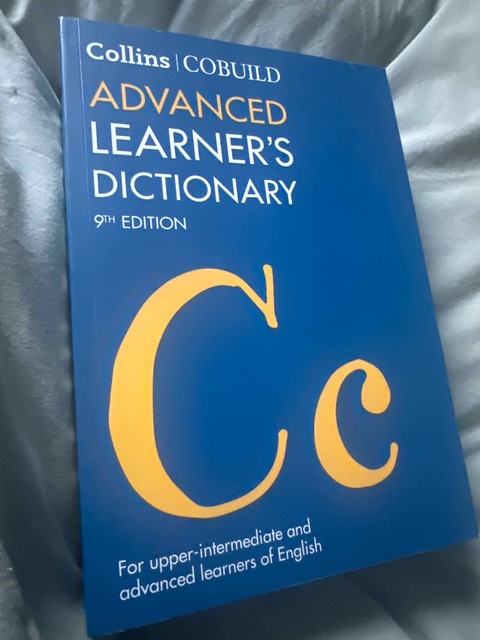 Collins | COBUILD
ADVANCED
LEARNER'S
DICTIONARY
9TH EDITION
Cc
For upper-intermediate and
advanced learners of English